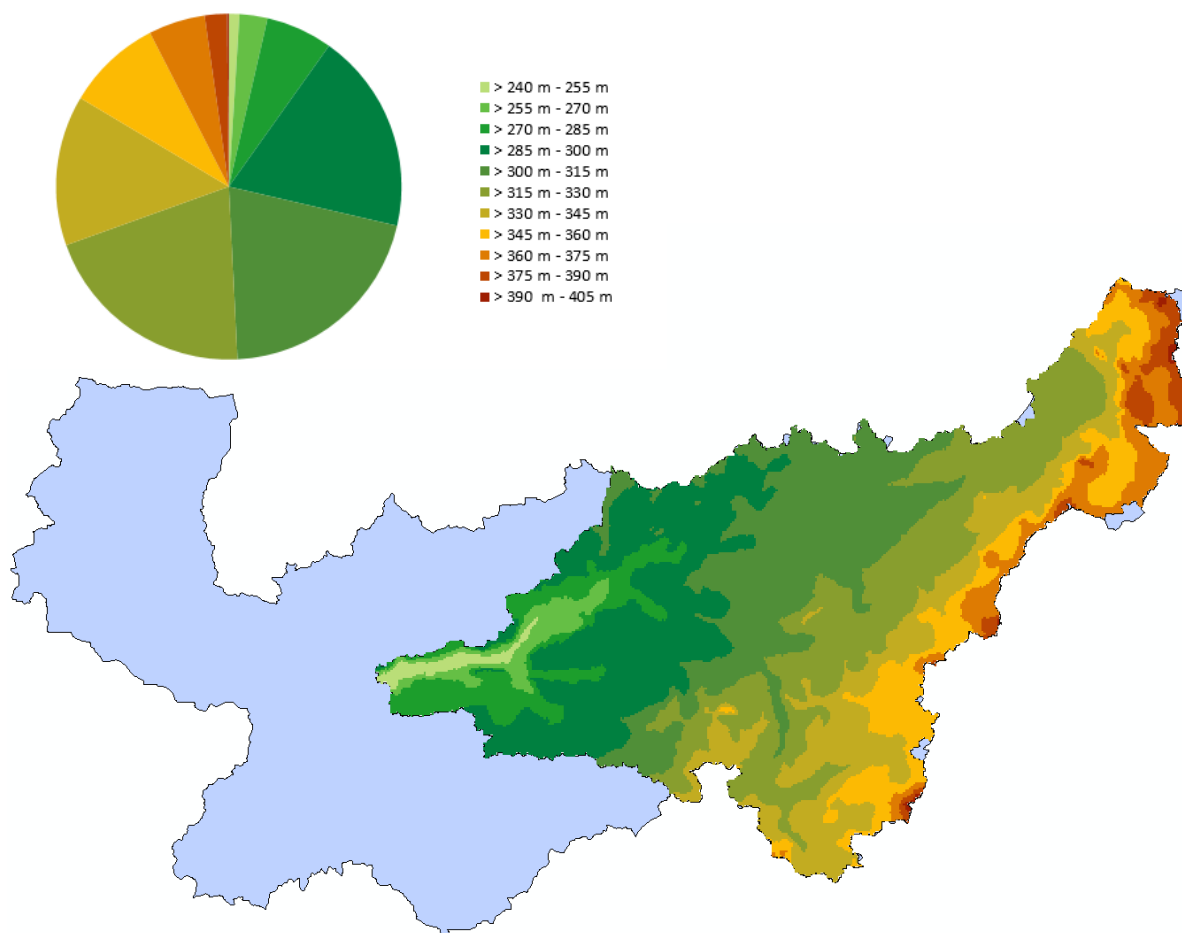 > 240 m - 255 m
> 255 m - 270 m
> 270 m - 285 m
> 285 m - 300 m
> 300 m - 315 m
> 315 m - 330 m
> 330 m - 345 m
> 345 m - 360 m
> 360 m - 375 m
> 375 m - 390 m
> 390  m - 405 m